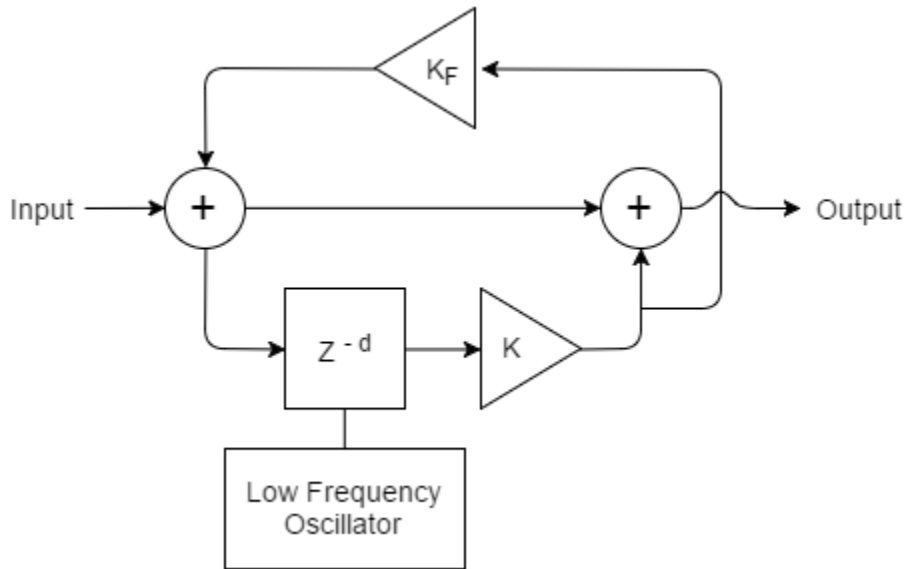 K_F
Input
+
+
Output
Z^-d
K
Low Frequency
Oscillator